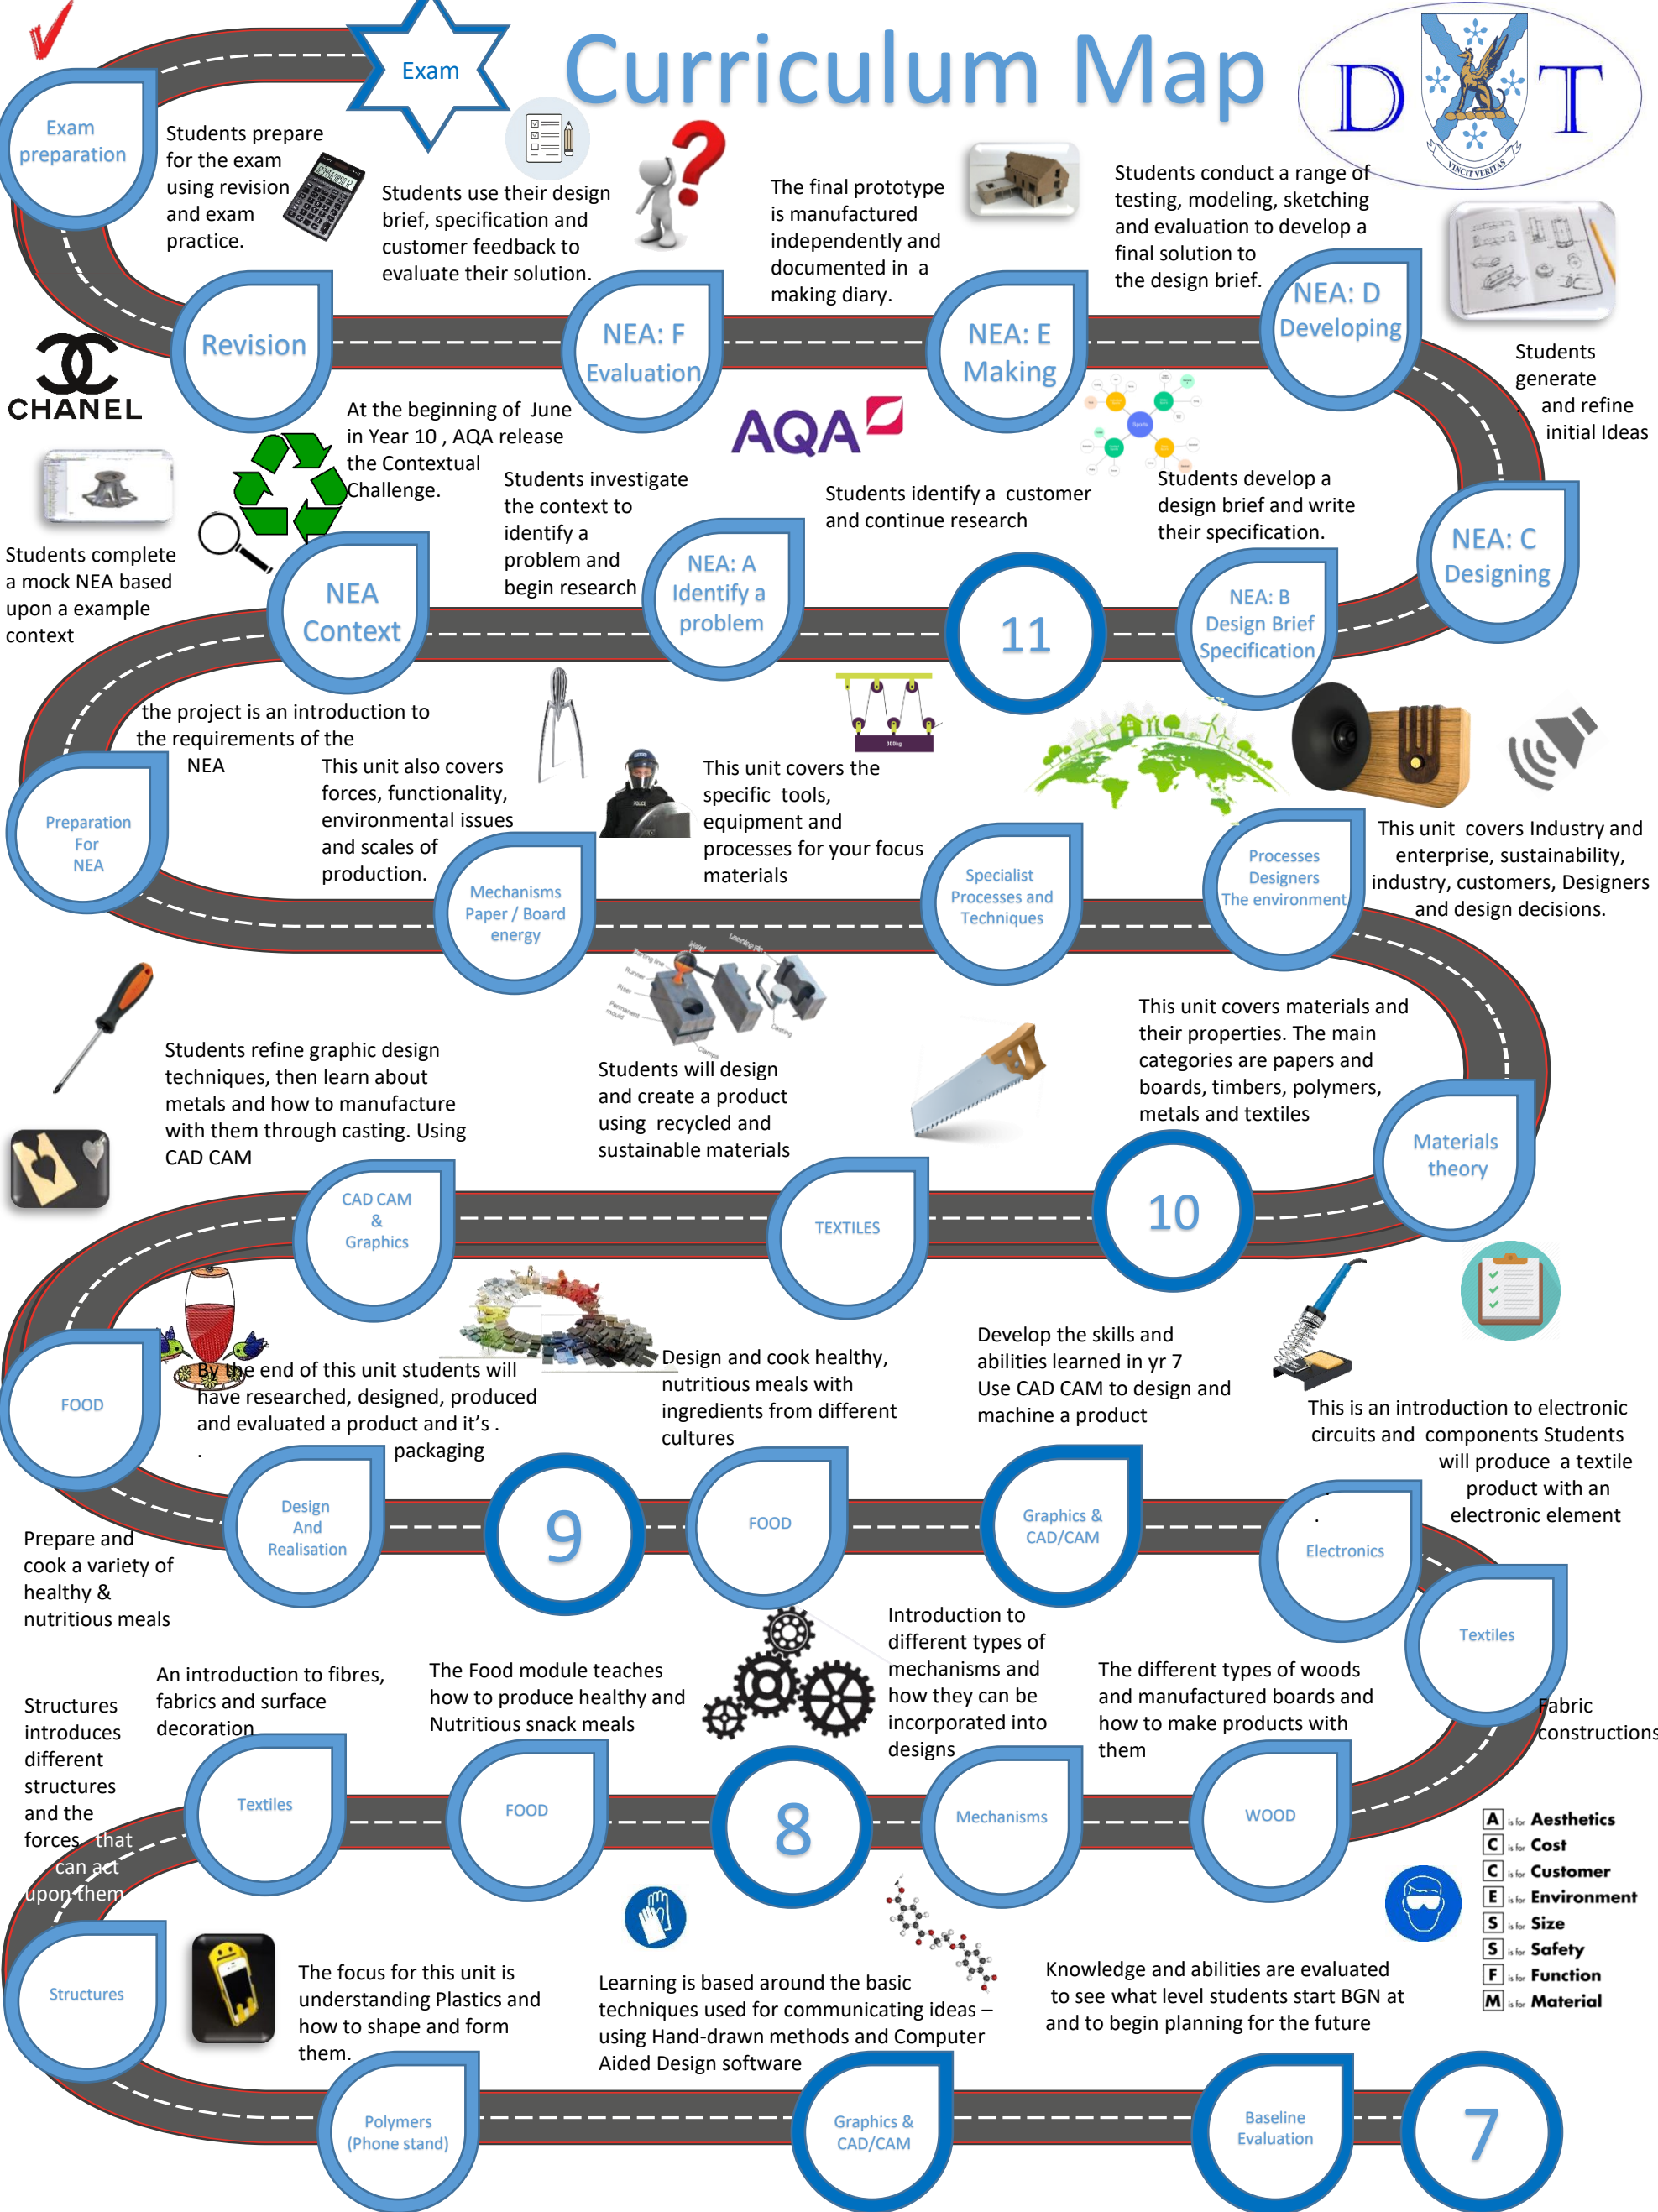 Curriculum Map
D T
VINCIT VERITAS
Exam
Exam
preparation
Students prepare
for the exam
using revision
and exam
practice.
Students use their design
brief, specification and
customer feedback to
evaluate their solution.
The final prototype
is manufactured
independently and
documented in a
making diary.
Students conduct a range of
testing, modeling, sketching
and evaluation to develop a
final solution to
the design brief.
Revision
NEA: F
Evaluation
NEA: E
Making
NEA: D
Developing
Students
generate
and refine
initial Ideas
CHANEL
At the beginning of June
in Year 10 , AQA release
the Contextual
Challenge.
AQA
Sports
Students investigate
the context to
identify a
problem and
begin research
Students identify a customer
and continue research
Students develop a
design brief and write
their specification.
Students complete
a mock NEA based
upon a example
context
NEA
Context
NEA: A
Identify a
problem
11
NEA: B
Design Brief
Specification
NEA: C
Designing
the project is an introduction to
the requirements of the
NEA
This unit also covers
forces, functionality,
environmental issues
and scales of
production.
POLICE
300kg
This unit covers the
specific tools,
equipment and
processes for your focus
materials
This unit covers Industry and
enterprise, sustainability,
industry, customers, Designers
and design decisions.
Preparation
For
NEA
Mechanisms
Paper / Board
energy
Specialist
Processes and
Techniques
Processes
Designers
The environment
Parting line
Runner
Riser
Permanent
mould
Clamps
Casting
Students refine graphic design
techniques, then learn about
metals and how to manufacture
with them through casting. Using
CAD CAM
Students will design
and create a product
using recycled and
sustainable materials
This unit covers materials and
their properties. The main
categories are papers and
boards, timbers, polymers,
metals and textiles
CAD CAM
&
Graphics
TEXTILES
10
Materials
theory
FOOD
By the end of this unit students will
have researched, designed, produced
and evaluated a product and it's .
. packaging
Design and cook healthy,
nutritious meals with
ingredients from different
cultures
Develop the skills and
abilities learned in yr 7
Use CAD CAM to design and
machine a product
This is an introduction to electronic
circuits and components Students
will produce a textile
product with an
electronic element
Design
And
Realisation
9
FOOD
Graphics &
CAD/CAM
Electronics
Textiles
Prepare and
cook a variety of
healthy &
nutritious meals
Structures
introduces
different
structures
and the
forces that
can act
upon them
An introduction to fibres,
fabrics and surface
decoration
The Food module teaches
how to produce healthy and
Nutritious snack meals
Introduction to
different types of
mechanisms and
how they can be
incorporated into
designs
The different types of woods
and manufactured boards and
how to make products with
them
Fabric
constructions
Textiles
FOOD
8
Mechanisms
WOOD
A is for Aesthetics
C is for Cost
C is for Customer
E is for Environment
S is for Size
S is for Safety
F is for Function
M is for Material
Structures
The focus for this unit is
understanding Plastics and
how to shape and form
them.
Learning is based around the basic
techniques used for communicating ideas –
using Hand-drawn methods and Computer
Aided Design software
Knowledge and abilities are evaluated
to see what level students start BGN at
and to begin planning for the future
Polymers
(Phone stand)
Graphics &
CAD/CAM
Baseline
Evaluation
7